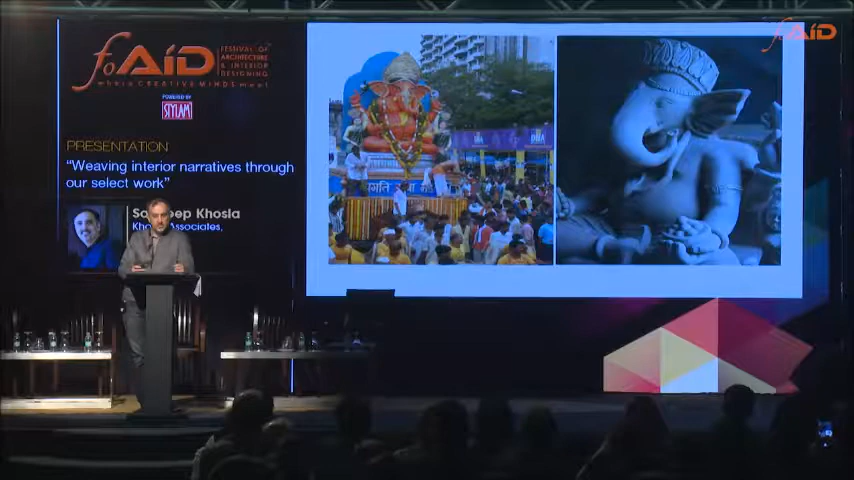 foAID
FESTIVAL OF
ARCHITECTURE
& INTERIOR
DESIGNING
where CREATIVE MINDS meet
POWERED BY
STYLAM
PRESENTATION
“Weaving interior narratives through
our select work”
Khosla
Associates,
foAID